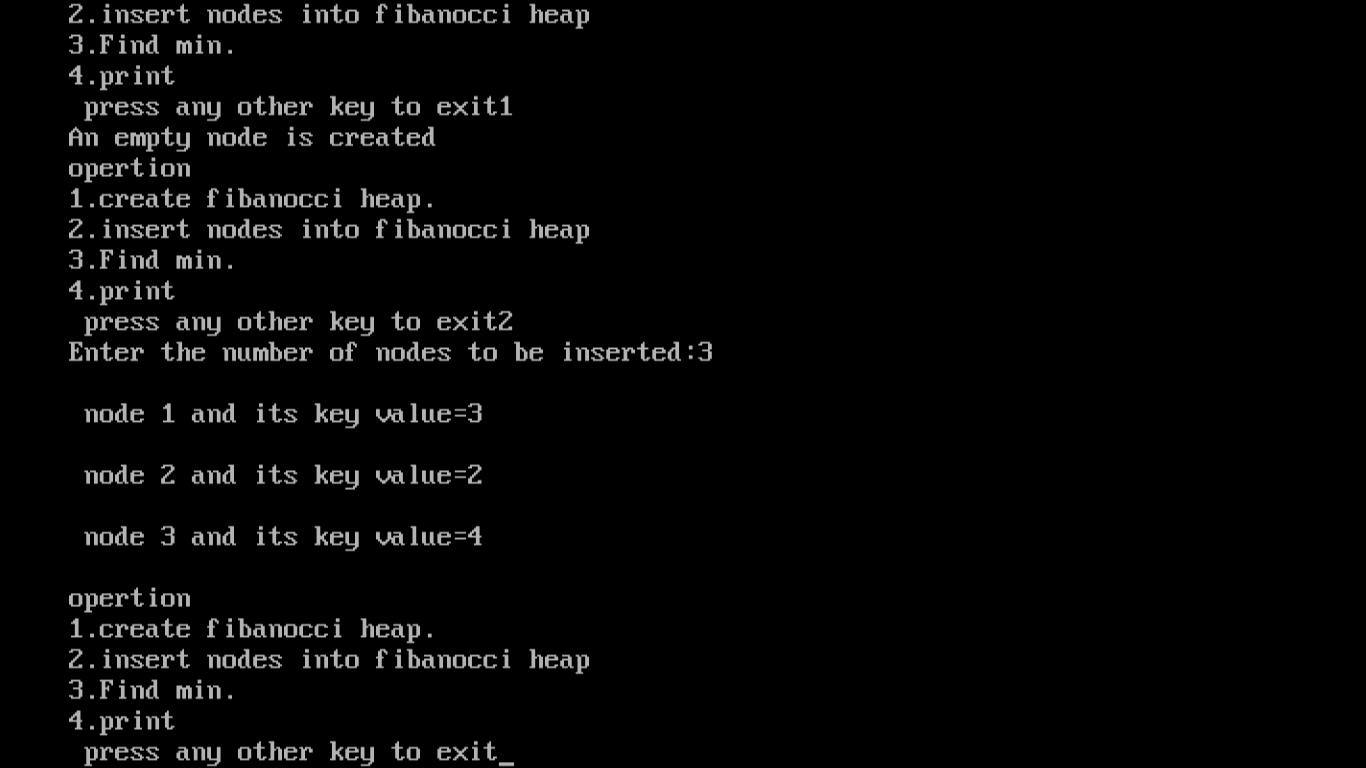 2.insert nodes into fibanocci heap
3.Find min.
4.print
press any other key to exit1
An empty node is created
opertion
1.create fibanocci heap.
2.insert nodes into fibanocci heap
3.Find min.
4.print
press any other key to exit2
Enter the number of nodes to be inserted:3
node 1 and its key value=3
node 2 and its key value=2
node 3 and its key value=4
opertion
1.create fibanocci heap.
2.insert nodes into fibanocci heap
3.Find min.
4.print
press any other key to exit_